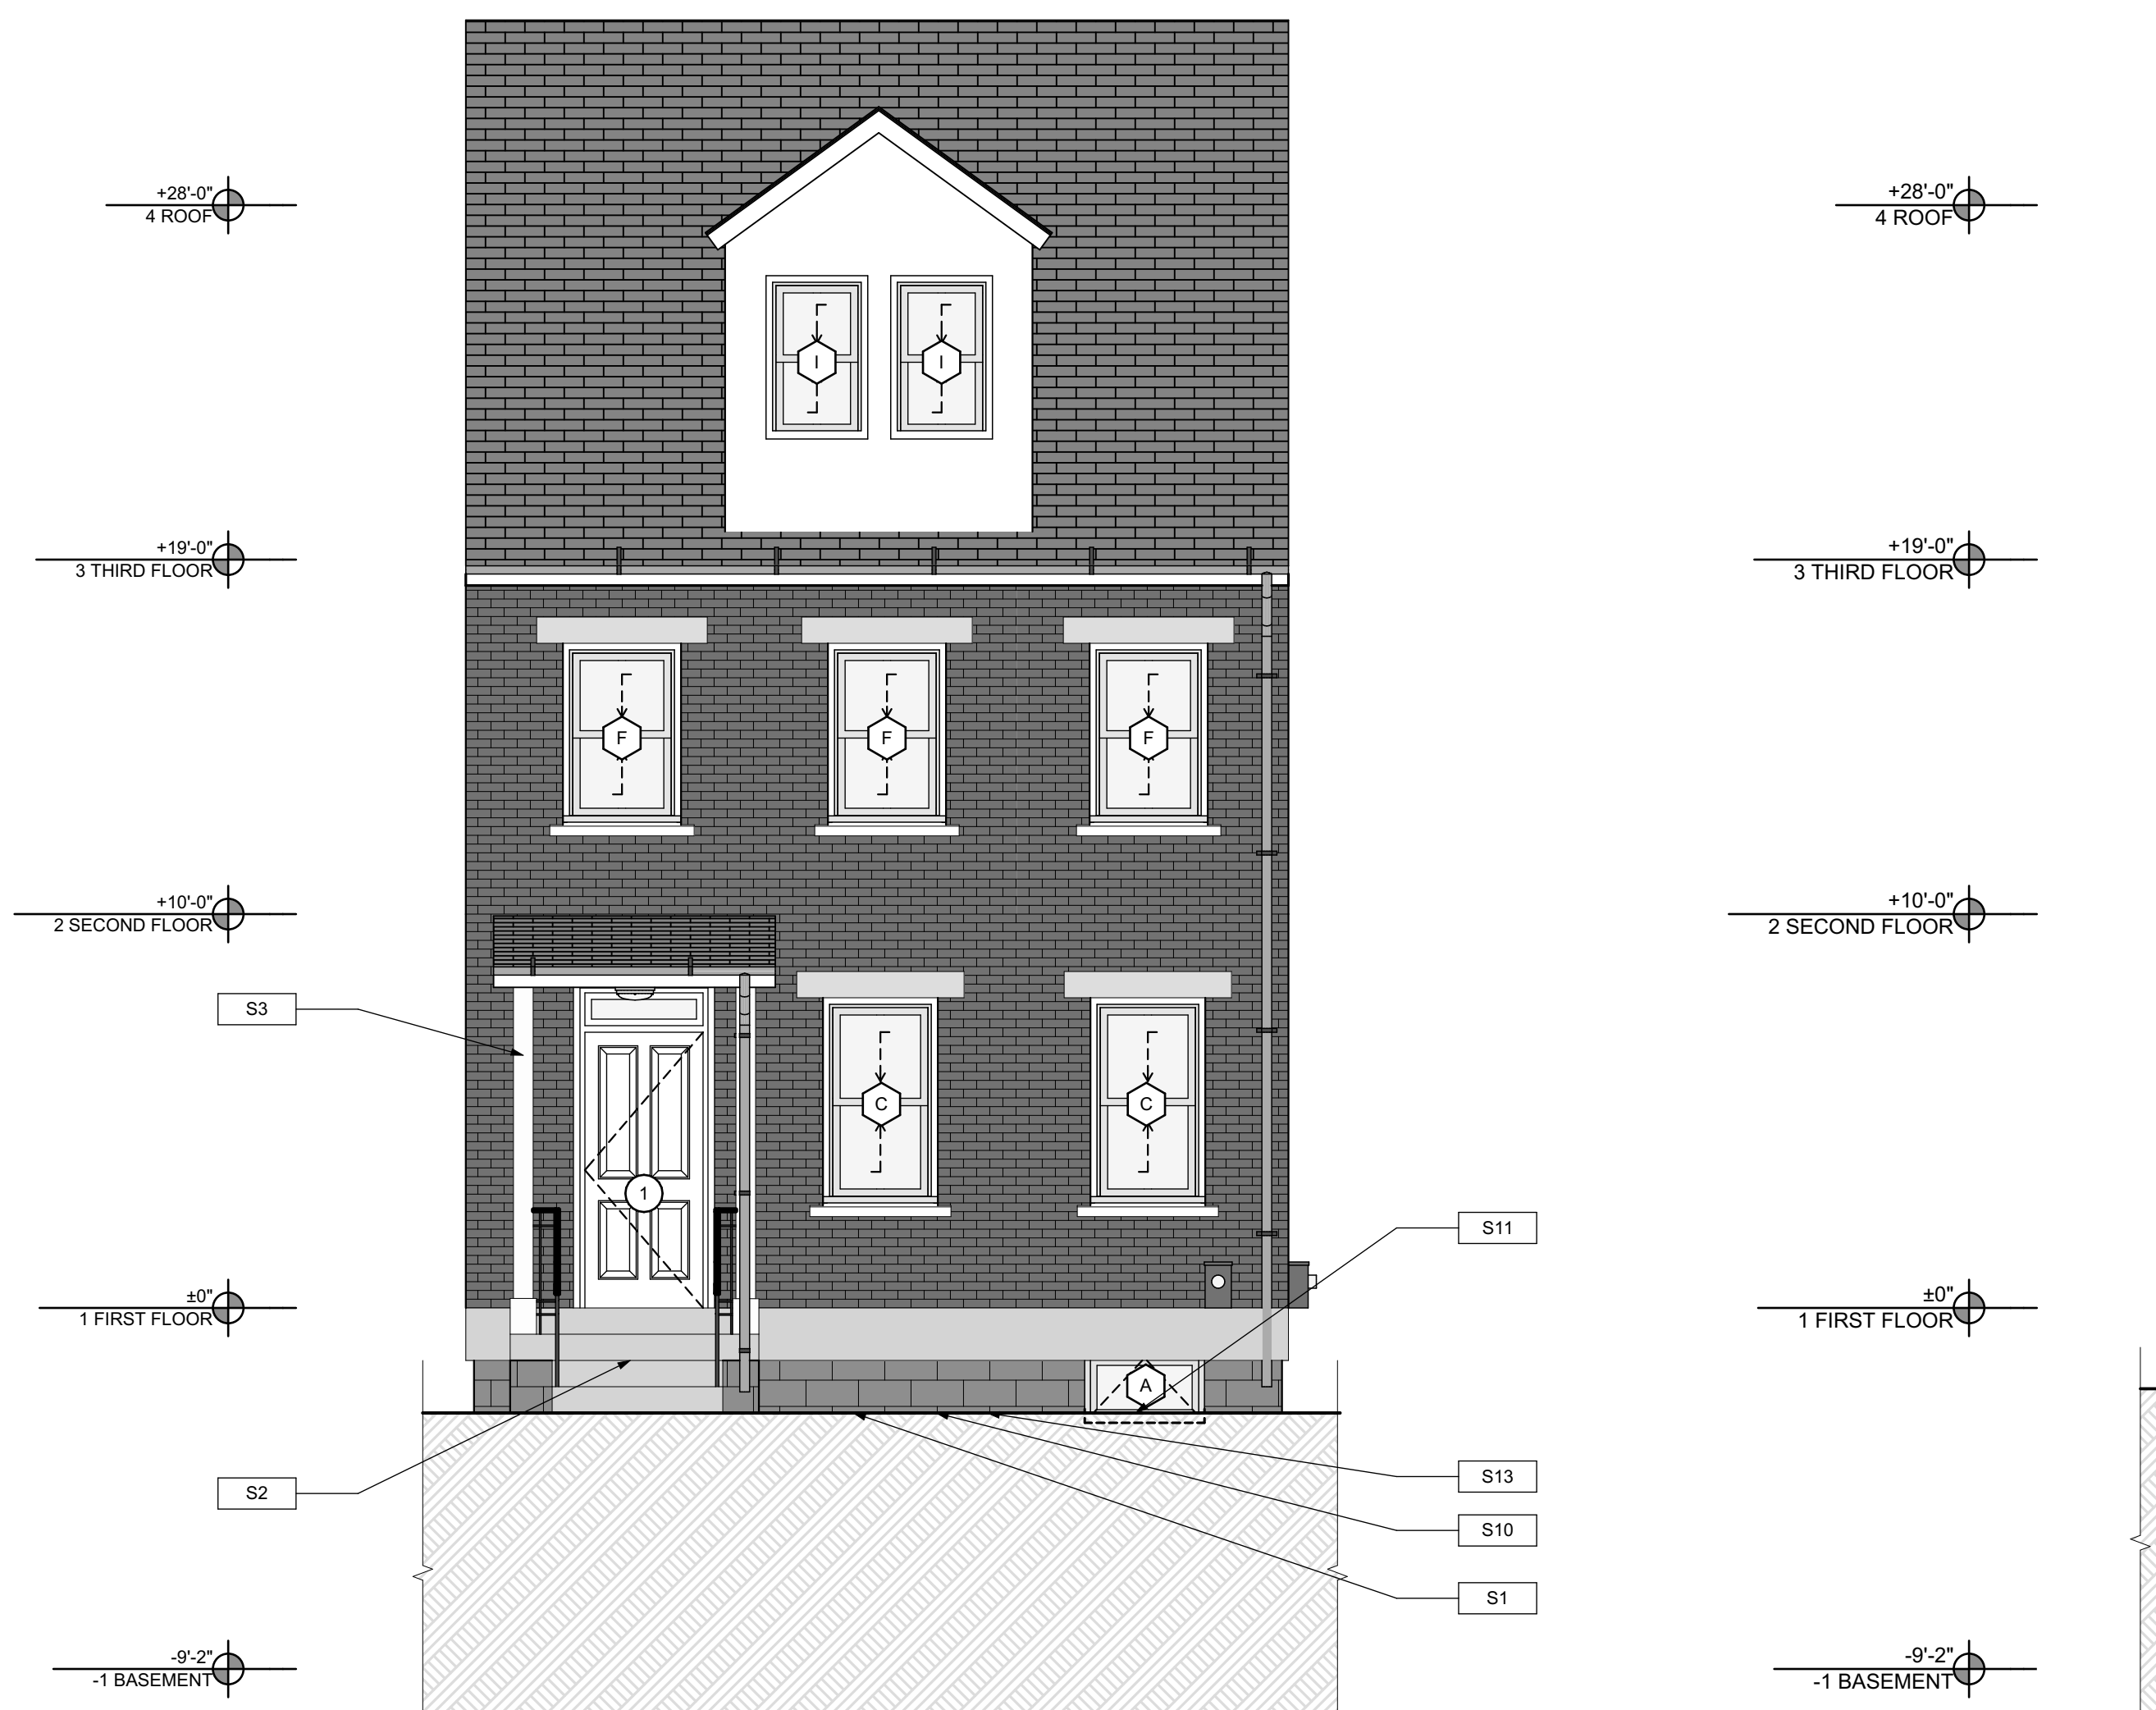 +28'-0"
4 ROOF
+28'-0"
4 ROOF
I
I
+19'-0"
3 THIRD FLOOR
+19'-0"
3 THIRD FLOOR
F
F
F
+10'-0"
2 SECOND FLOOR
+10'-0"
2 SECOND FLOOR
S3
C
C
1
S11
±0"
1 FIRST FLOOR
±0"
1 FIRST FLOOR
A
S13
S2
S10
S1
-9'-2"
-1 BASEMENT
-9'-2"
-1 BASEMENT